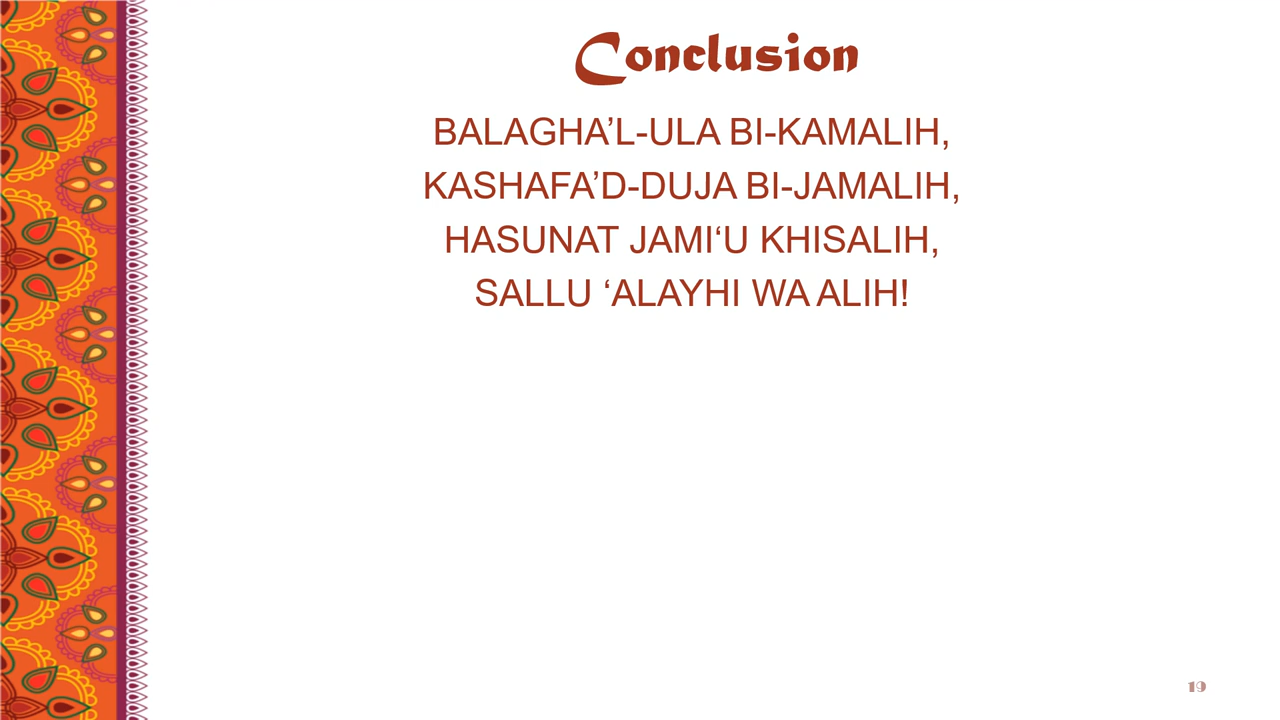 Conclusion
BALAGHA’L-ULA BI-KAMALIH,
KASHAFA’D-DUJA BI-JAMALIH,
HASUNAT JAMI‘U KHISALIH,
SALLU ‘ALAYHI WA ALIH!
19